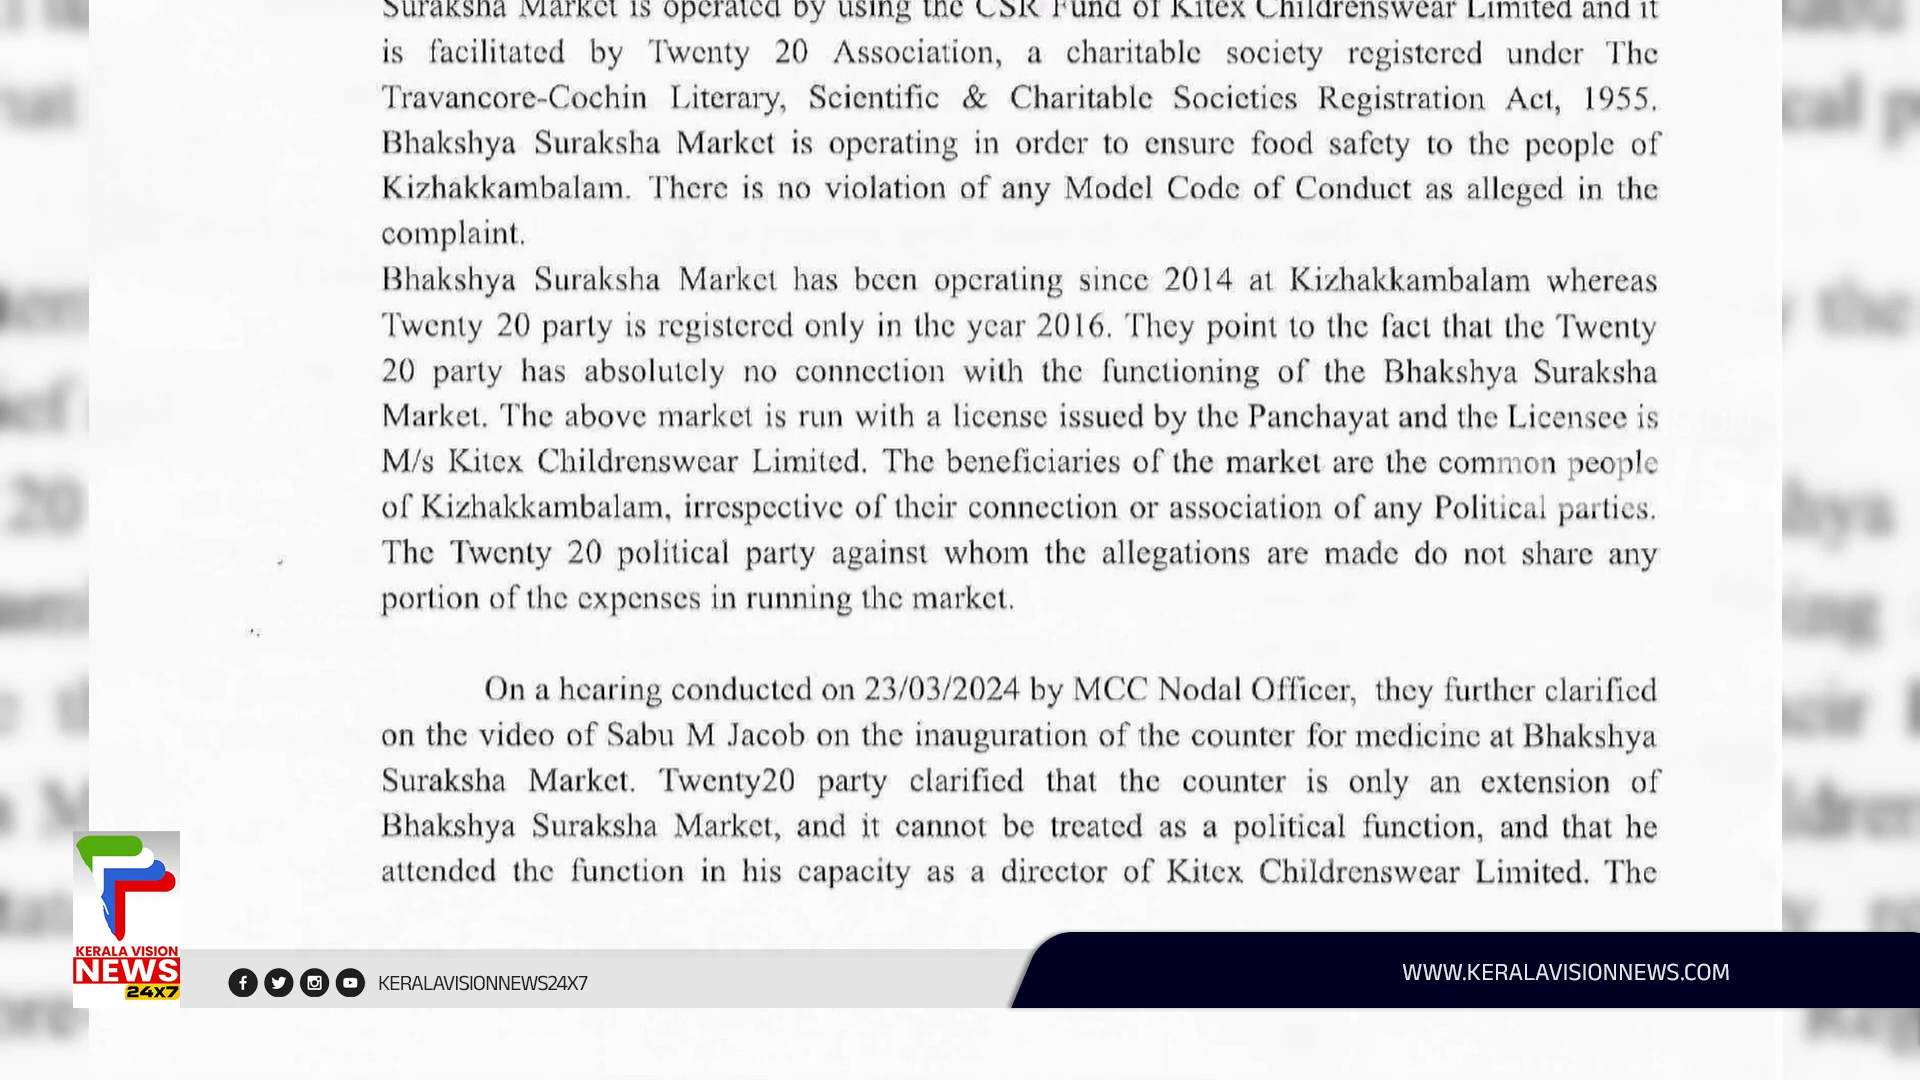 Suraksha Market is operated by using the CSR Fund of Kitex Childrenswear Limited and it
is facilitated by Twenty 20 Association, a charitable society registered under The
Travancore-Cochin Literary, Scientific & Charitable Societies Registration Act, 1955.
Bhakshya Suraksha Market is operating in order to ensure food safety to the people of
Kizhakkambalam. There is no violation of any Model Code of Conduct as alleged in the
complaint.
Bhakshya Suraksha Market has been operating since 2014 at Kizhakkambalam whereas
Twenty 20 party is registered only in the year 2016. They point to the fact that the Twenty
20 party has absolutely no connection with the functioning of the Bhakshya Suraksha
Market. The above market is run with a license issued by the Panchayat and the Licensee is
M/s Kitex Childrenswear Limited. The beneficiaries of the market are the common people
of Kizhakkambalam, irrespective of their connection or association of any Political parties.
The Twenty 20 political party against whom the allegations are made do not share any
portion of the expenses in running the market.
On a hearing conducted on 23/03/2024 by MCC Nodal Officer, they further clarified
on the video of Sabu M Jacob on the inauguration of the counter for medicine at Bhakshya
Suraksha Market. Twenty20 party clarified that the counter is only an extension of
Bhakshya Suraksha Market, and it cannot be treated as a political function, and that he
attended the function in his capacity as a director of Kitex Childrenswear Limited. The
KERALA VISION
NEWS
24X7
KERALAVISIONNEWS24X7
WWW.KERALAVISIONNEWS.COM